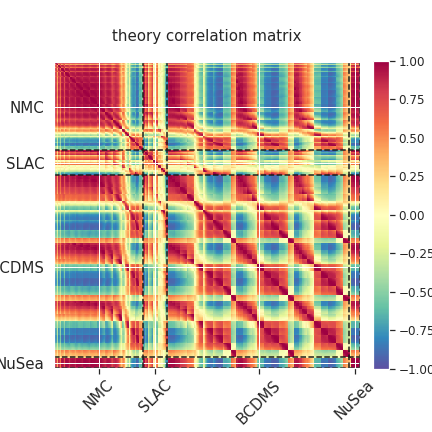 theory correlation matrix
1.00
NMC
0.75
0.50
SLAC
0.25
0.00
−0.25
CDMS
−0.50
−0.75
NuSea
−1.00
NMC
SLAC
BCDMS
NuSea